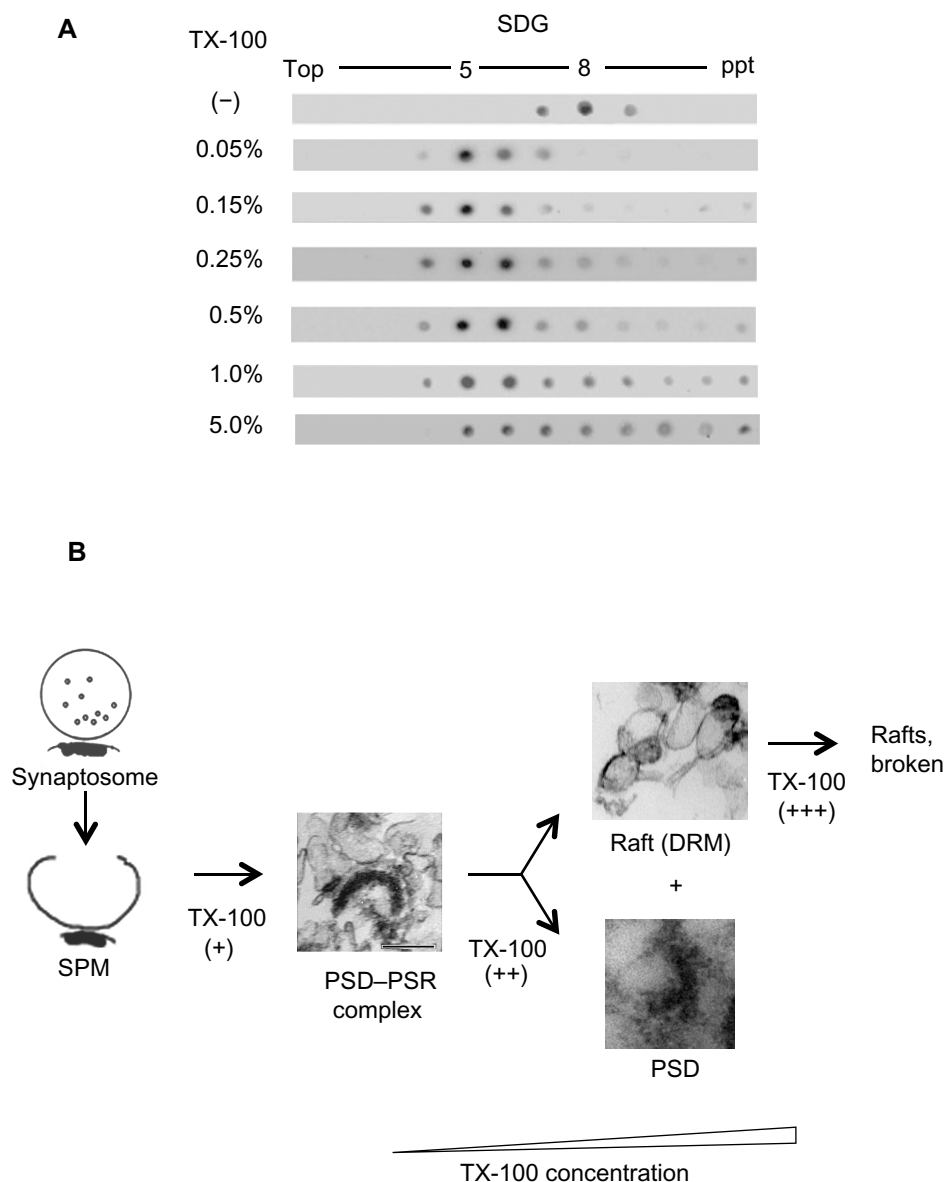 A
TX-100
SDG
Top 5 8 ppt
(−)
0.05%
0.15%
0.25%
0.5%
1.0%
5.0%
B
Synaptosome
SPM
TX-100
(+)
PSD–PSR
complex
TX-100
(++)
Raft (DRM)
+
PSD
TX-100
(+++)
Rafts,
broken
TX-100 concentration